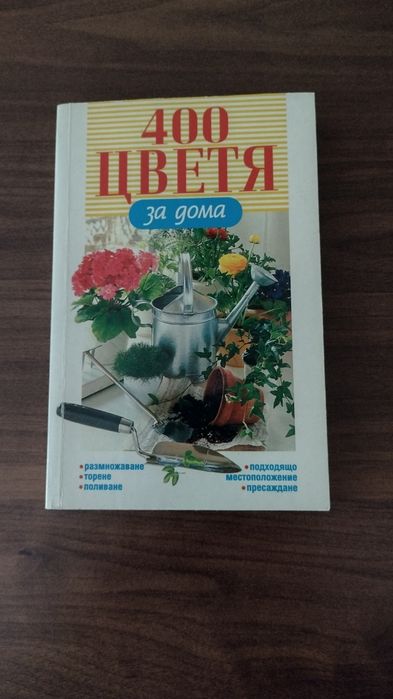 400
ЦВЕТЯ
за дома
• размножаване
• торене
• поливане
• подходящо
местоположение
• пресаждане